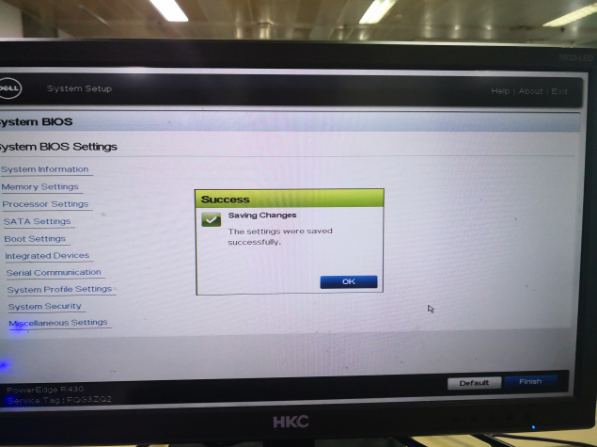 DELL
System Setup
Help | About | Exit
System BIOS
System BIOS Settings
System Information
Memory Settings
Processor Settings
SATA Settings
Boot Settings
Integrated Devices
Serial Communication
System Profile Settings
System Security
Miscellaneous Settings
Success
Saving Changes
The settings were saved
successfully.
OK
PowerEdge R430
Service Tag : FQG3ZQ2
Default
Finish
HKC